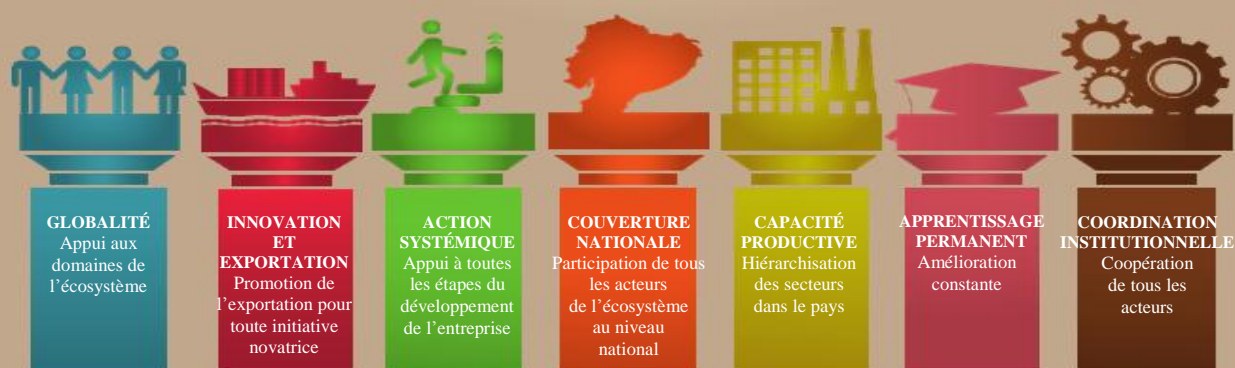 GLOBALITÉ
Appui aux
domaines de
l’écosystème
INNOVATION
ET
EXPORTATION
Promotion de
l’exportation pour
toute initiative
novatrice
ACTION
SYSTÉMIQUE
Appui à toutes
les étapes du
développement
de l’entreprise
COUVERTURE
NATIONALE
Participation de tous
les acteurs
de l’écosystème
au niveau
national
CAPACITÉ
PRODUCTIVE
Hiérarchisation
des secteurs
dans le pays
APPRENTISSAGE
PERMANENT
Amélioration
constante
COORDINATION
INSTITUTIONNELLE
Coopération
de tous les
acteurs